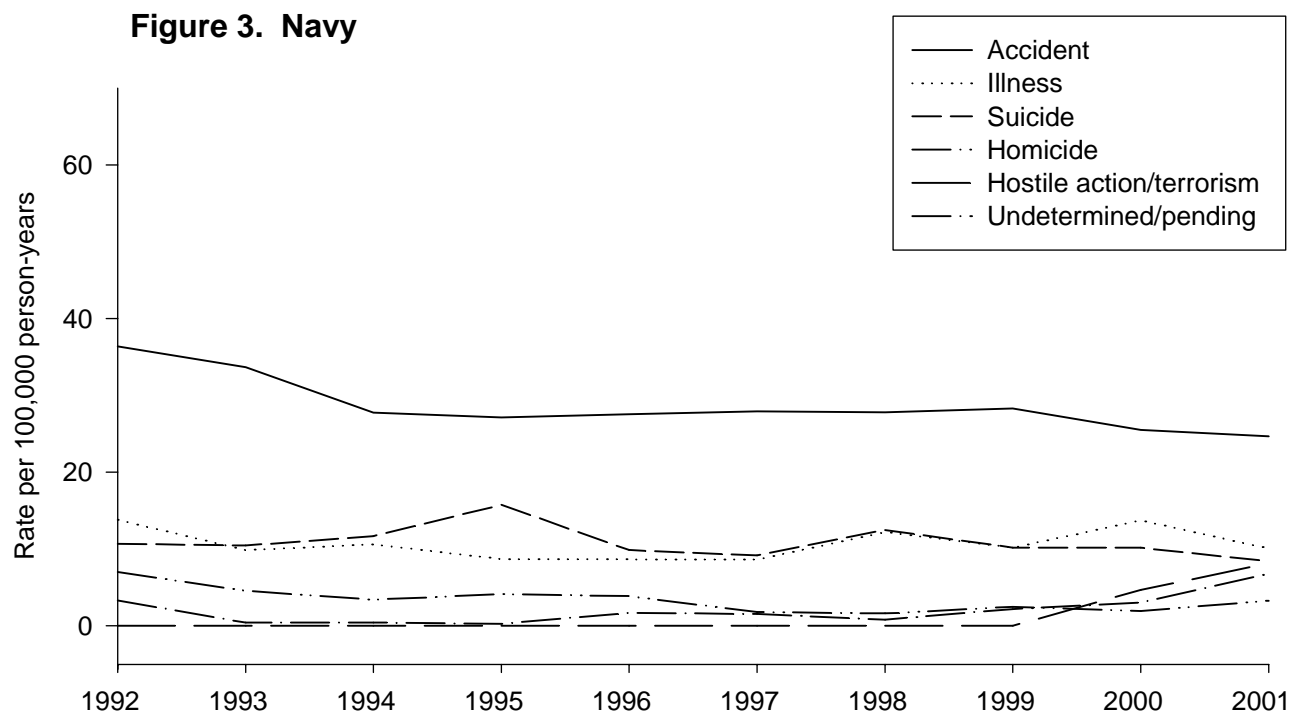 Figure 3.  Navy
Accident
Illness
Suicide
Homicide
Hostile action/terrorism
Undetermined/pending
Rate per 100,000 person-years
60
40
20
0
1992 1993 1994 1995 1996 1997 1998 1999 2000 2001